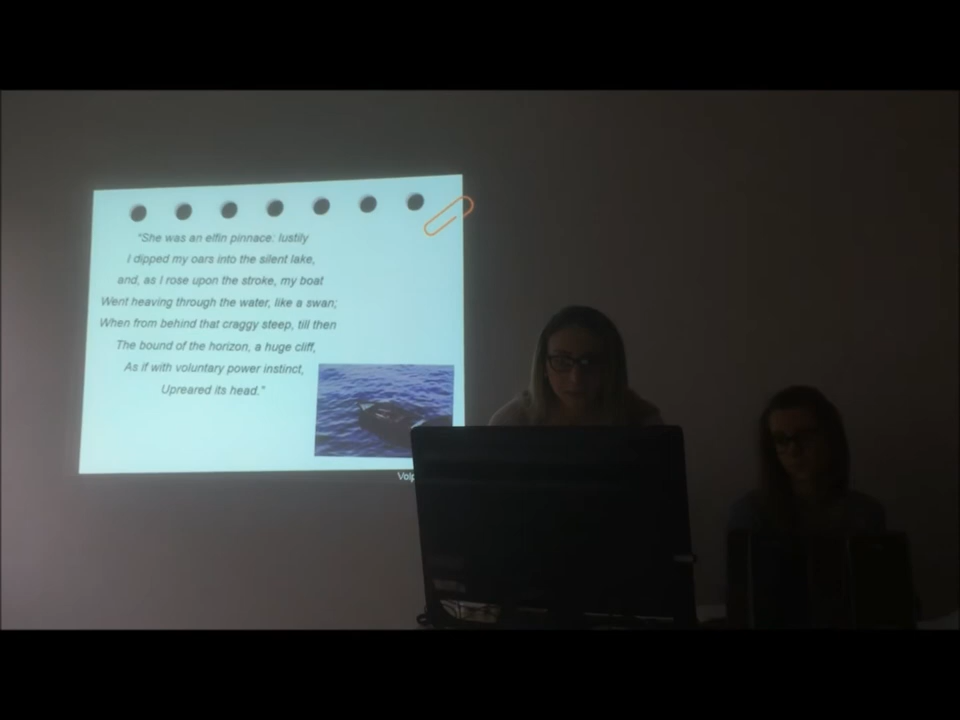 "She was an elfin pinnace: lustily
I dipped my oars into the silent lake,
and, as I rose upon the stroke, my boat
Went heaving through the water, like a swan;
When from behind that craggy steep, till then
The bound of the horizon, a huge cliff,
As if with voluntary power instinct,
Upreared its head."